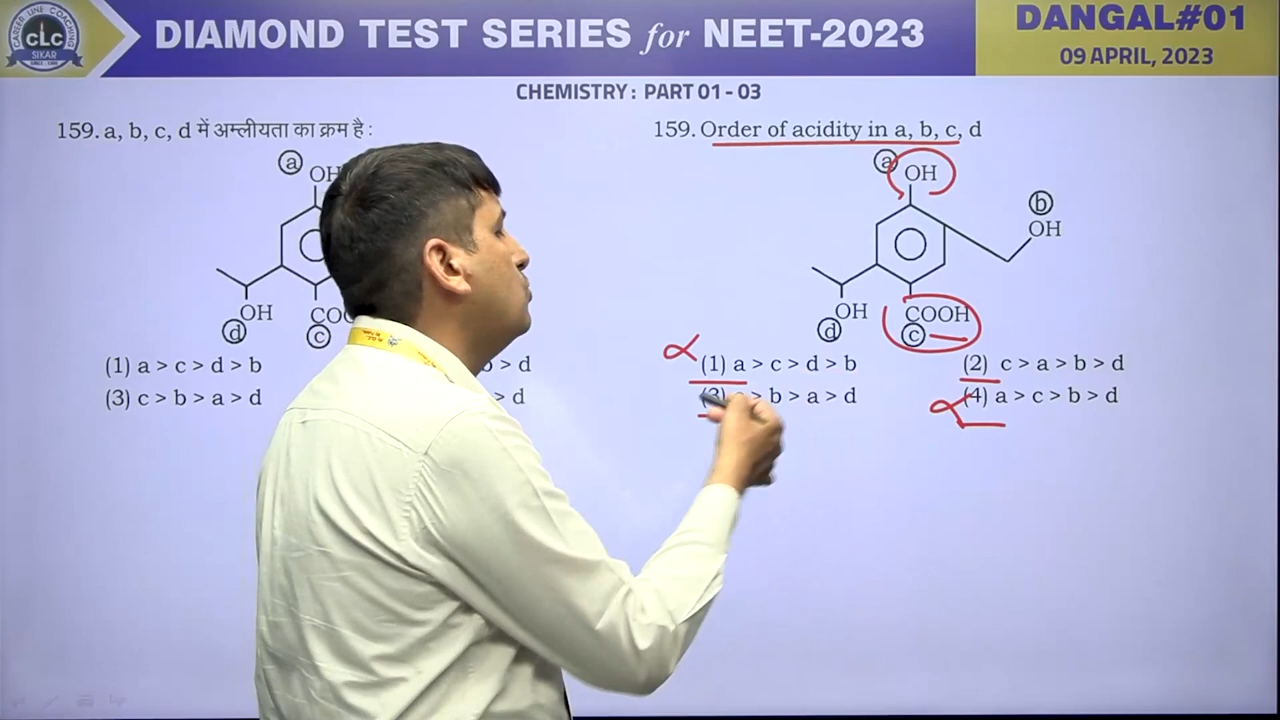 CAREER LINE COACHING
CLC
SIKAR
DIAMOND TEST SERIES for NEET-2023
DANGAL#01
09 APRIL, 2023
CHEMISTRY: PART 01 - 03
159. a, b, c, d में अम्लीयता का क्रम है :
a
OH
OH
d
c
(1) a > c > d > b
> d
(3) c > b > a > d
> d
159. Order of acidity in a, b, c, d
a
OH
b
OH
OH
COOH
d
c
(1) a > c > d > b
(2) c > a > b > d
(3) > b > a > d
(4) a > c > b > d